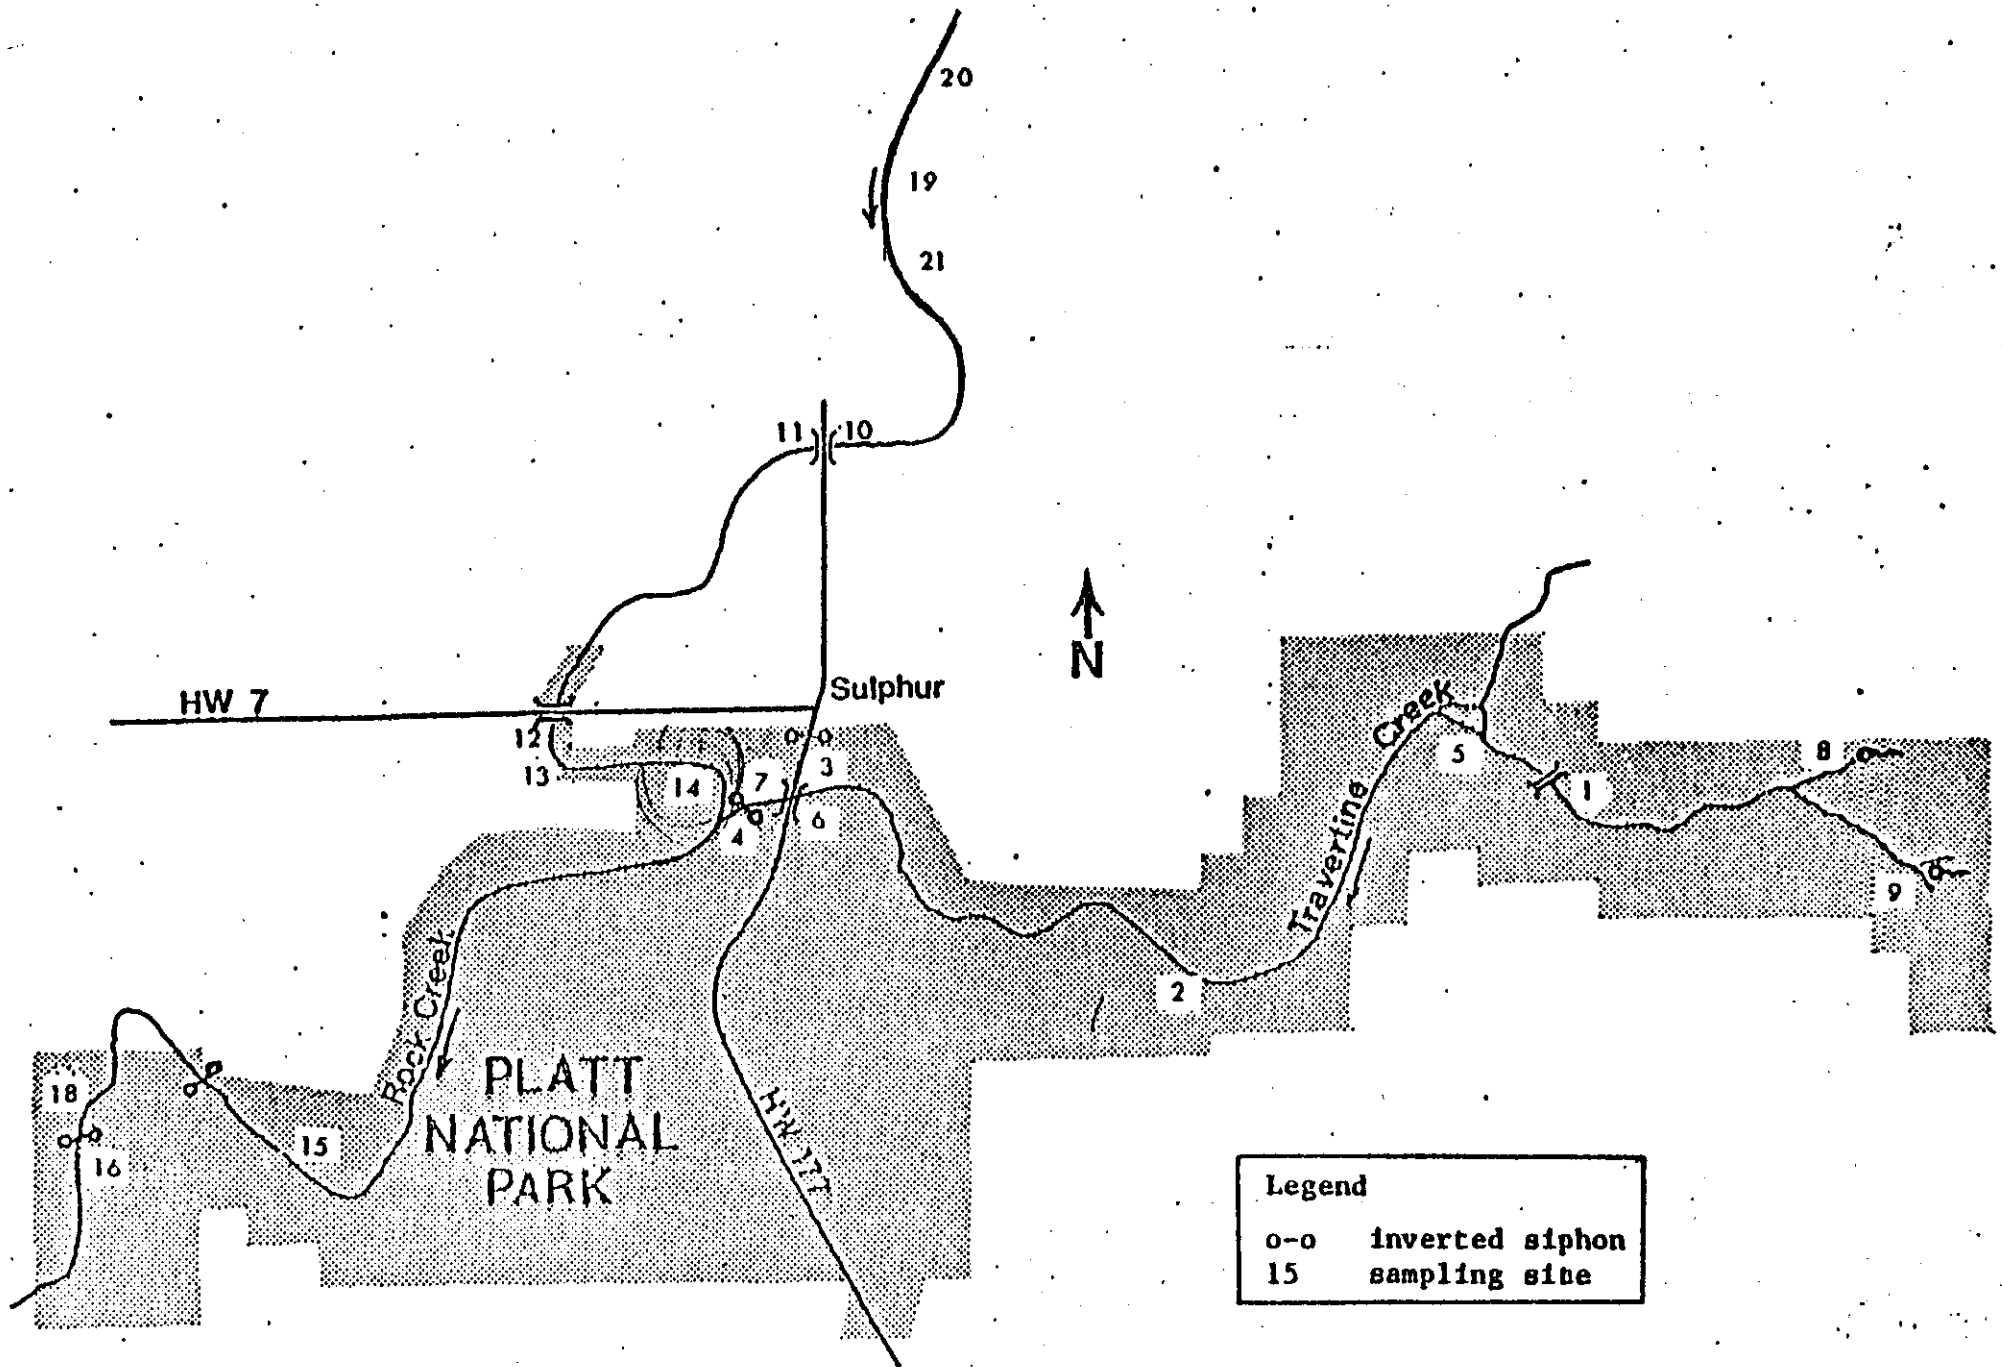 20
19
21
11 10
Sulphur
HW 7
Creek
Travertine
12
13
14
7
3
4
6
5
1
8
9
2
Rock Creek
PLATT
NATIONAL
PARK
HW 177
18
16
15
Legend
o-o inverted siphon
15 sampling site
N